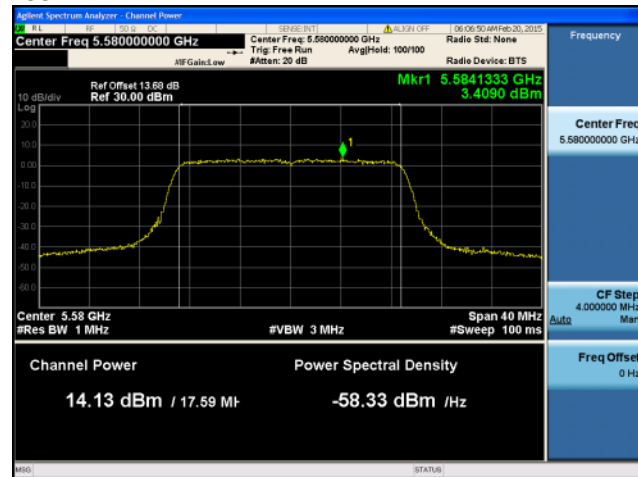 Agilent Spectrum Analyzer - Channel Power
RL RF 50 Ω DC SENSE:INT ALIGN OFF 06:06:50 AM Feb 20, 2015
Center Freq 5.580000000 GHz
Center Freq: 5.580000000 GHz
Radio Std: None
Trig: Free Run Avg|Hold: 100/100
#IFGain:Low #Atten: 20 dB Radio Device: BTS
Frequency
Mkr1 5.5841333 GHz
3.4090 dBm
Ref Offset 13.68 dB
10 dB/div Ref 30.00 dBm
Log
20.0
10.0
0.00
-10.0
-20.0
-30.0
-40.0
-50.0
-60.0
1
Center 5.58 GHz Span 40 MHz
#Res BW 1 MHz #VBW 3 MHz #Sweep 100 ms
Channel Power Power Spectral Density
14.13 dBm / 17.59 MH -58.33 dBm /Hz
Center Freq
5.580000000 GHz
CF Step
4.000000 MHz
Auto Man
Freq Offset
0 Hz
MSG STATUS